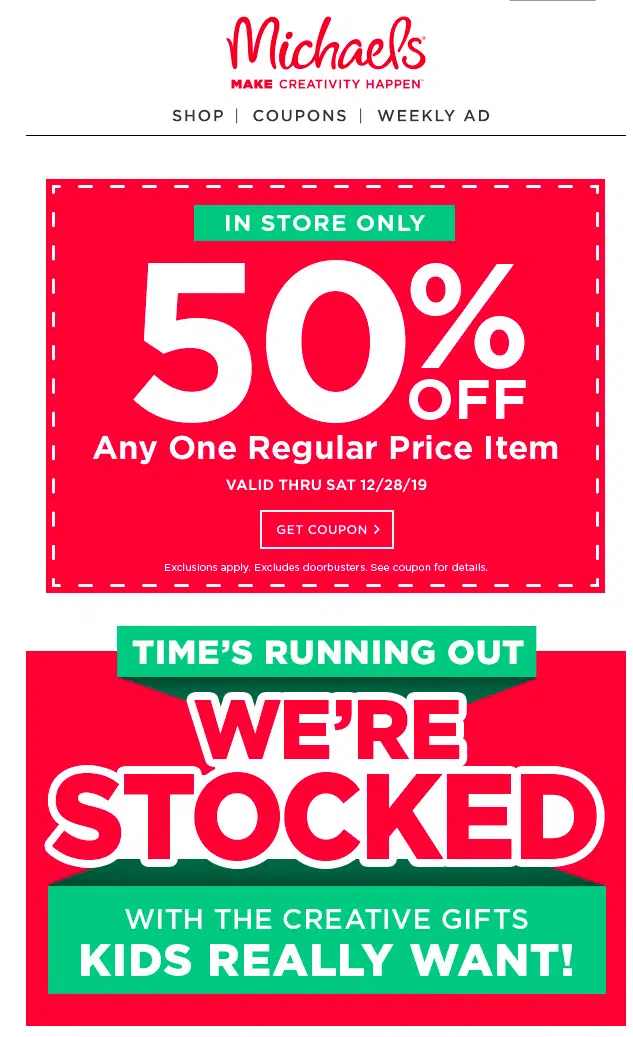 Michaels
MAKE CREATIVITY HAPPEN™
SHOP | COUPONS | WEEKLY AD
IN STORE ONLY
50%
OFF
Any One Regular Price Item
VALID THRU SAT 12/28/19
GET COUPON >
Exclusions apply. Excludes doorbusters. See coupon for details.
TIME'S RUNNING OUT
WE'RE
STOCKED
WITH THE CREATIVE GIFTS
KIDS REALLY WANT!